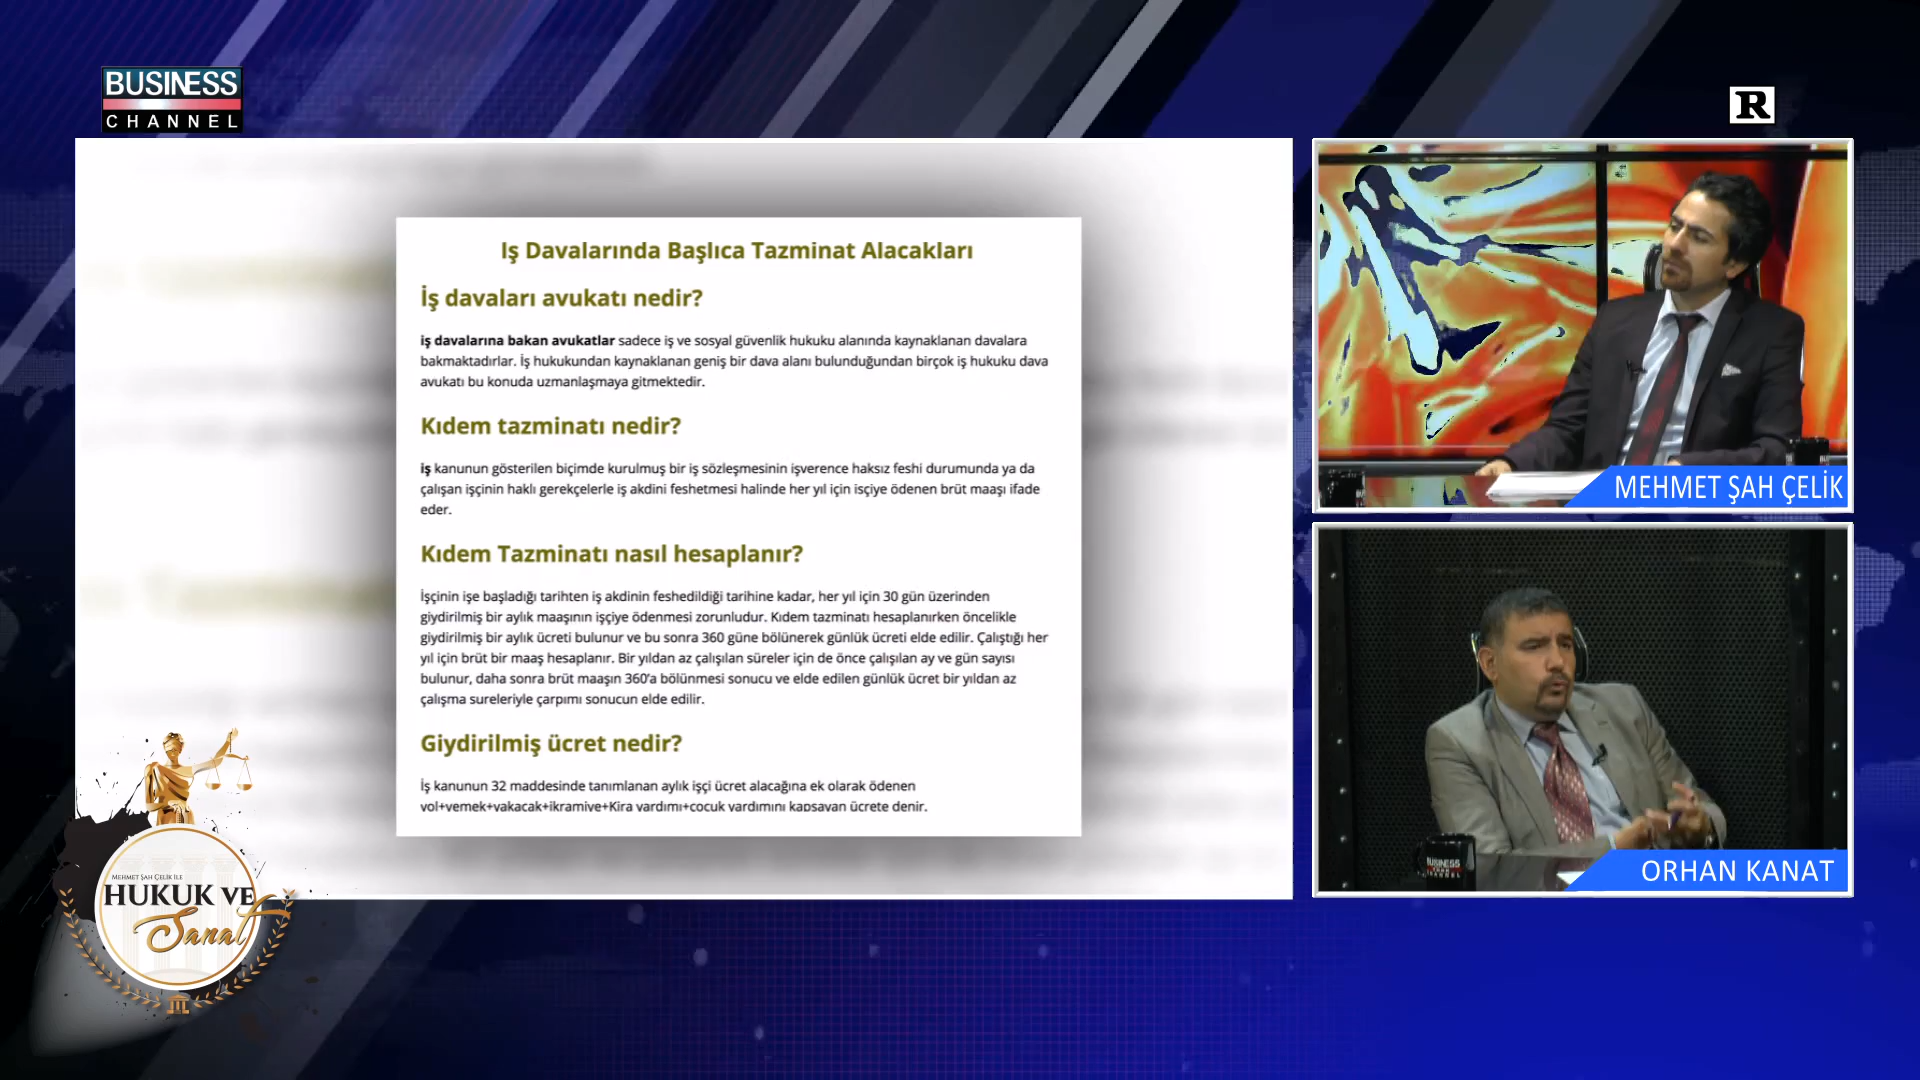 BUSINESS
CHANNEL
R
Iş Davalarında Başlıca Tazminat Alacakları
İş davaları avukatı nedir?
iş davalarına bakan avukatlar sadece iş ve sosyal güvenlik hukuku alanında kaynaklanan davalara
bakmaktadırlar. İş hukukundan kaynaklanan geniş bir dava alanı bulunduğundan birçok iş hukuku dava
avukatı bu konuda uzmanlaşmaya gitmektedir.
Kıdem tazminatı nedir?
iş kanunun gösterilen biçimde kurulmuş bir iş sözleşmesinin işverence haksız feshi durumunda ya da
çalışan işçinin haklı gerekçelerle iş akdini feshetmesi halinde her yıl için isçiye ödenen brüt maaşı ifade
eder.
Kıdem Tazminatı nasıl hesaplanır?
İşçinin işe başladığı tarihten iş akdinin feshedildiği tarihine kadar, her yıl için 30 gün üzerinden
giydirilmiş bir aylık maaşının işçiye ödenmesi zorunludur. Kıdem tazminatı hesaplanırken öncelikle
giydirilmiş bir aylık ücreti bulunur ve bu sonra 360 güne bölünerek günlük ücreti elde edilir. Çalıştığı her
yıl için brüt bir maaş hesaplanır. Bir yıldan az çalışılan süreler için de önce çalışılan ay ve gün sayısı
bulunur, daha sonra brüt maaşın 360’a bölünmesi sonucu ve elde edilen günlük ücret bir yıldan az
çalışma sureleriyle çarpımı sonucun elde edilir.
Giydirilmiş ücret nedir?
İş kanunun 32 maddesinde tanımlanan aylık işçi ücret alacağına ek olarak ödenen
yol+yemek+yakacak+ikramiye+Kira yardımı+çocuk yardımını kapsayan ücrete denir.
MEHMET ŞAH ÇELİK
BUSINESS
CHANNEL
ORHAN KANAT
MEHMET ŞAH ÇELİK İLE
HUKUK VE
Sanat